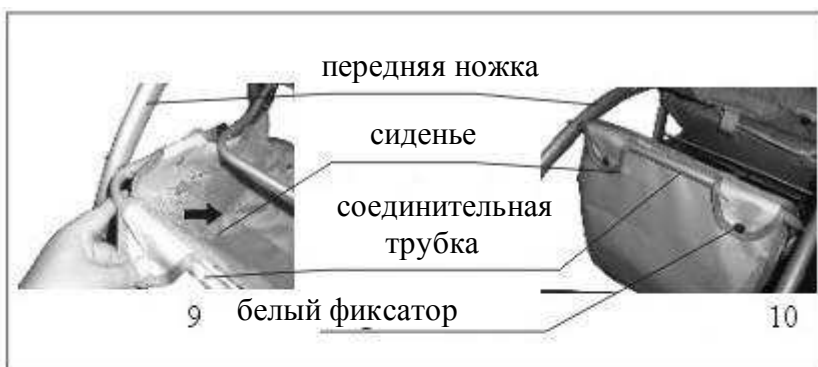 передняя ножка
сиденье
соединительная
трубка
белый фиксатор
9
10